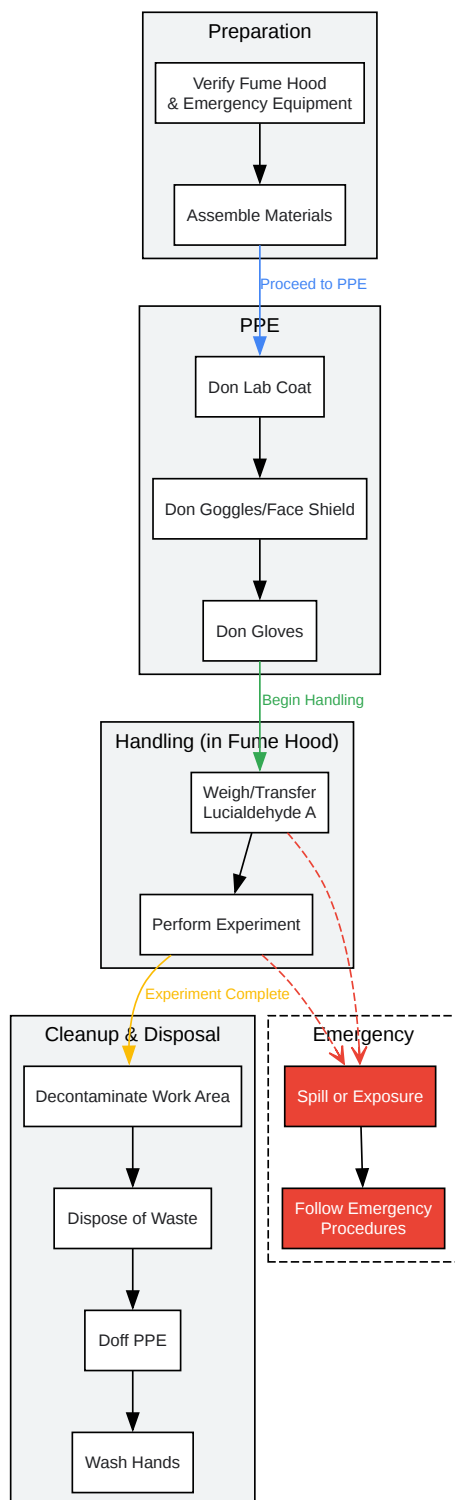 Preparation
Verify Fume Hood
& Emergency Equipment
Assemble Materials
Proceed to PPE
PPE
Don Lab Coat
Don Goggles/Face Shield
Don Gloves
Begin Handling
Handling (in Fume Hood)
Weigh/Transfer
Lucialdehyde A
Perform Experiment
Experiment Complete
Cleanup & Disposal
Decontaminate Work Area
Dispose of Waste
Doff PPE
Wash Hands
Emergency
Spill or Exposure
Follow Emergency
Procedures